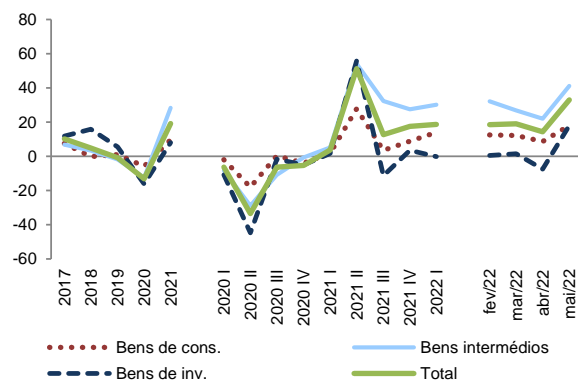 80
60
40
20
0
-20
-40
-60
2017
2018
2019
2020
2021
2020 I
2020 II
2020 III
2020 IV
2021 I
2021 II
2021 III
2021 IV
2022 I
fev/22
mar/22
abr/22
mai/22
Bens de cons.
Bens intermédios
Bens de inv.
Total